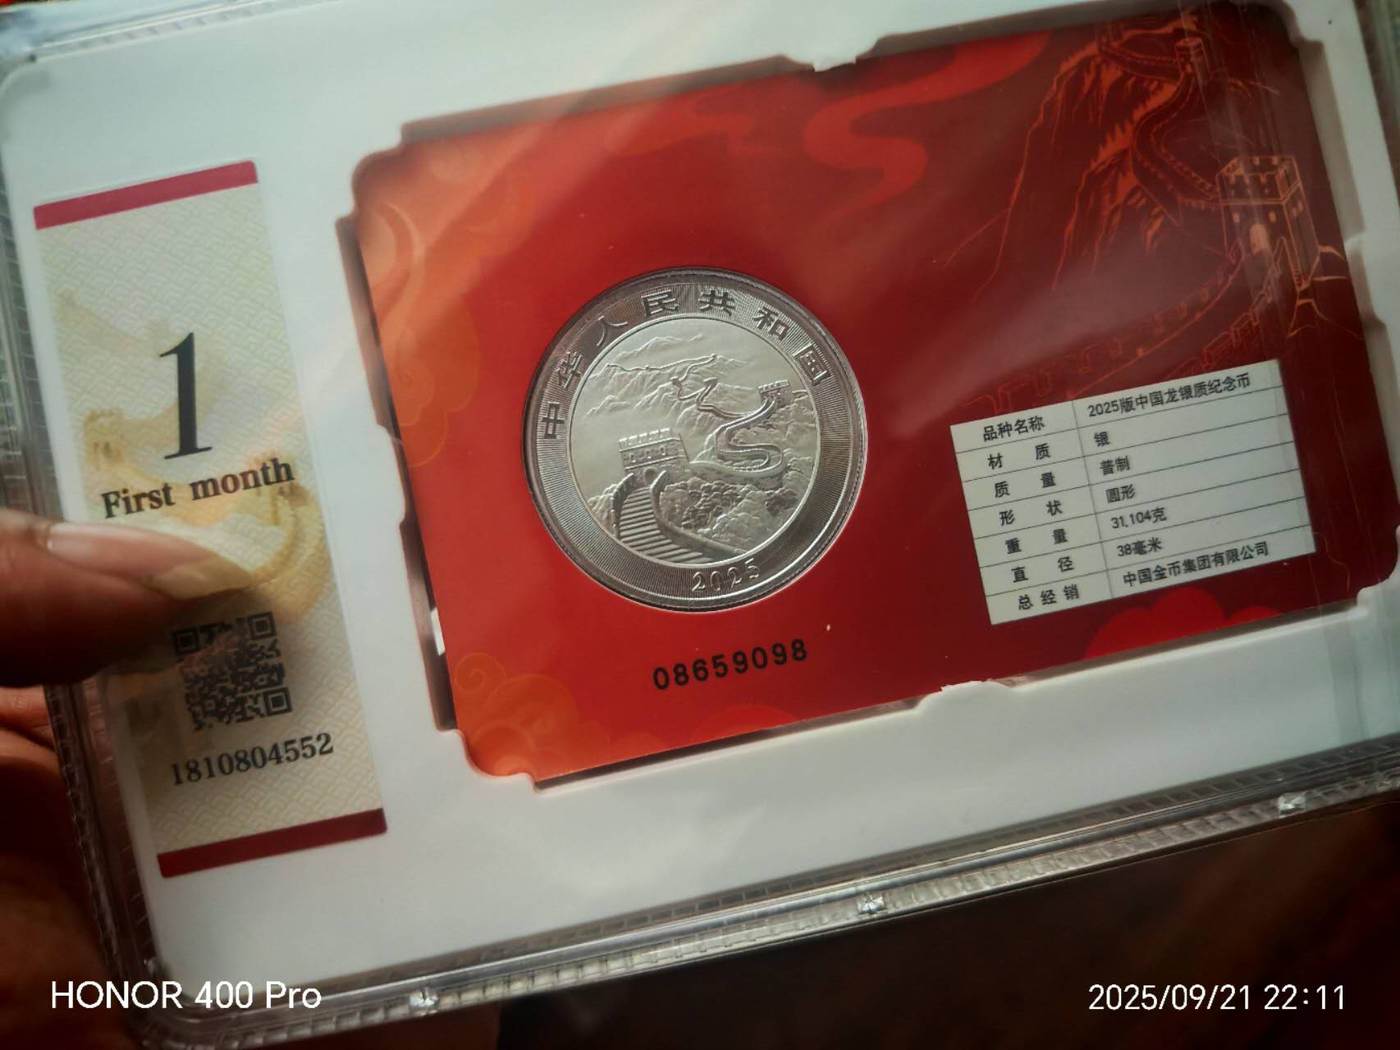 1
First month
1810804552
中华人民共和国
2025
08659098
品种名称 2025版中国龙银质纪念币
材 质 银
质 量 普制
形 状 圆形
重 量 31.104克
直 径 38毫米
总 经 销 中国金币集团有限公司
HONOR 400 Pro
2025/09/21 22:11